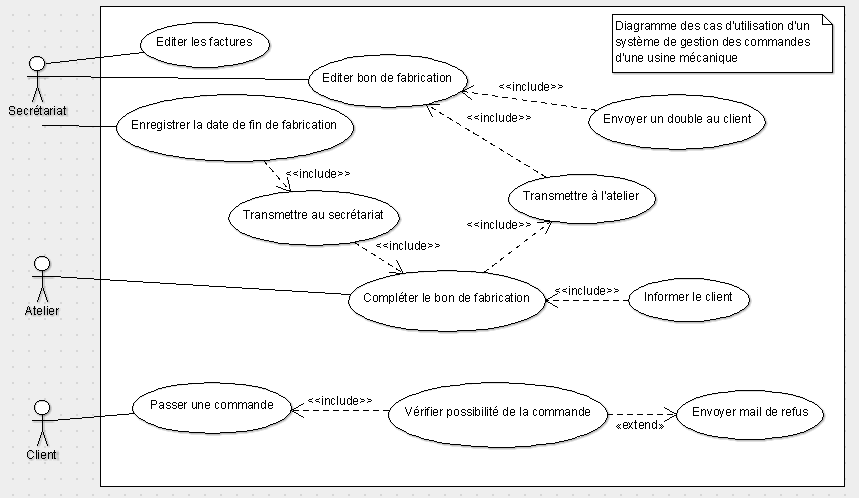 Diagramme des cas d'utilisation d'un
système de gestion des commandes
d'une usine mécanique
Editer les factures
Secrétariat
Editer bon de fabrication
<<include>>
Envoyer un double au client
<<include>>
Enregistrer la date de fin de fabrication
<<include>>
Transmettre à l'atelier
Transmettre au secrétariat
<<include>>
<<include>>
Atelier
Compléter le bon de fabrication
<<include>>
Informer le client
Client
Passer une commande
<<include>>
Vérifier possibilité de la commande
«extend»
Envoyer mail de refus